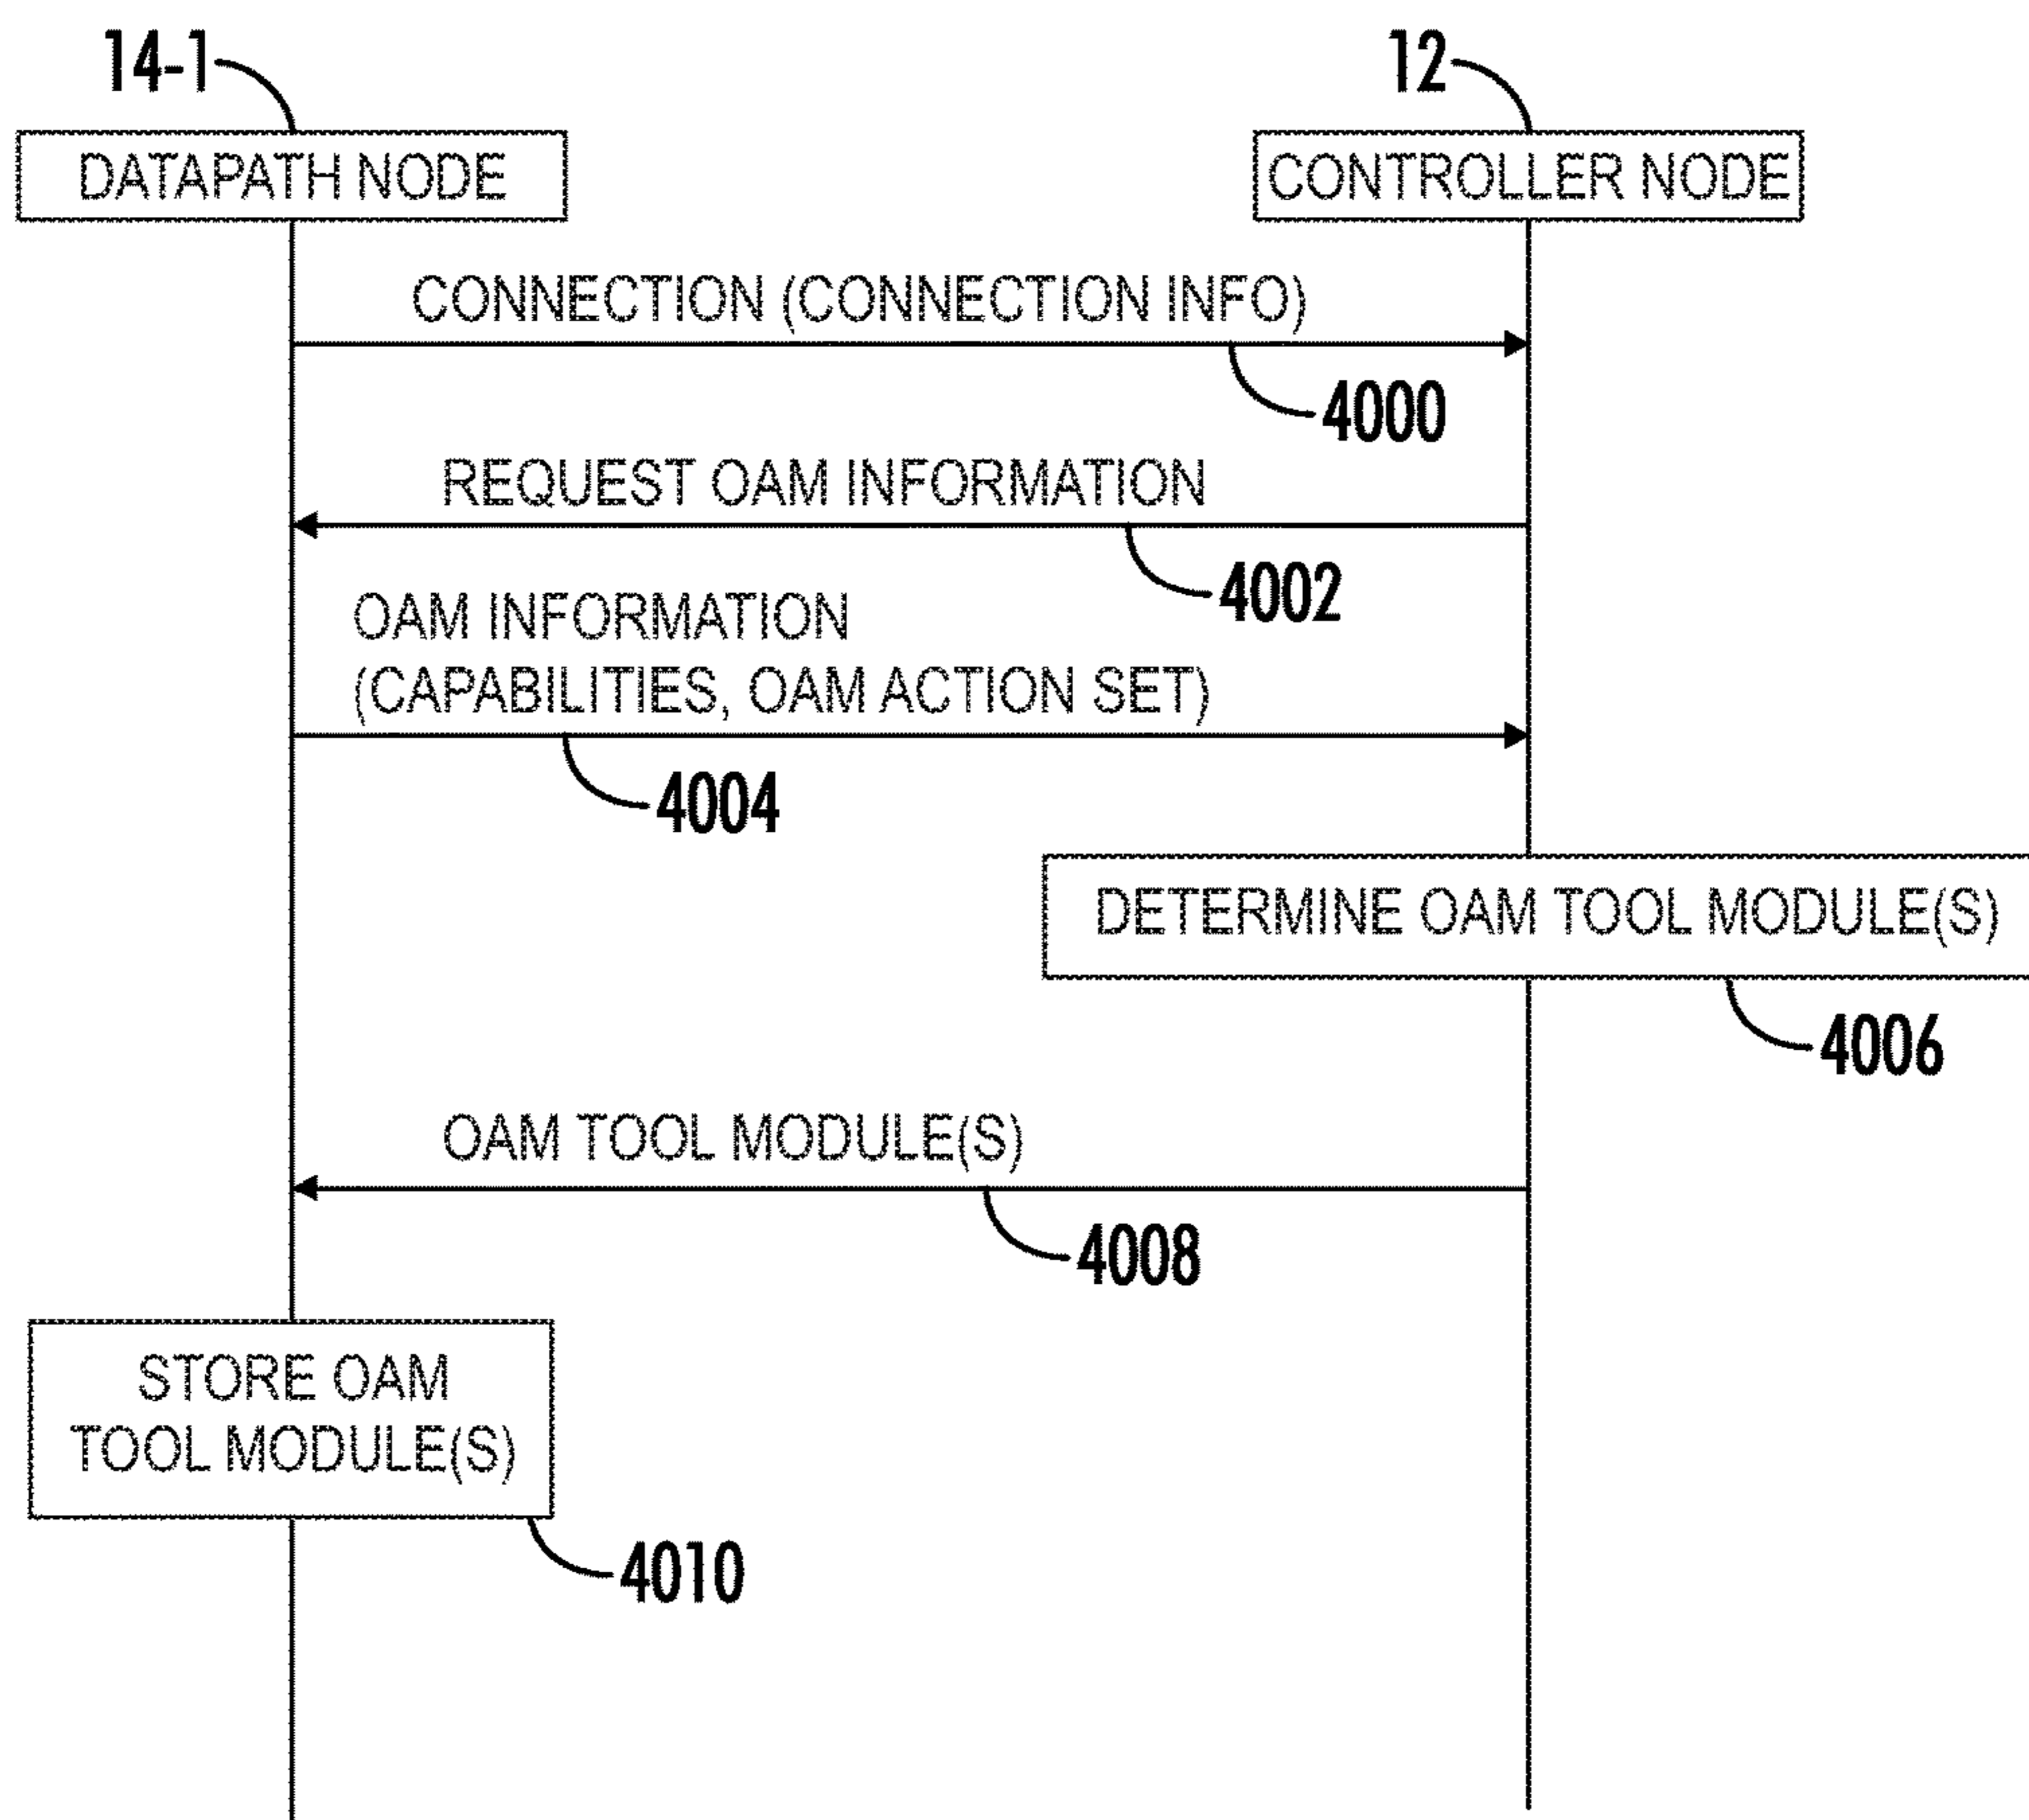 14-1
12
DATAPATH NODE
CONTROLLER NODE
CONNECTION (CONNECTION INFO)
4000
REQUEST OAM INFORMATION
4002
OAM INFORMATION
(CAPABILITIES, OAM ACTION SET)
4004
DETERMINE OAM TOOL MODULE(S)
4006
OAM TOOL MODULE(S)
4008
STORE OAM
TOOL MODULE(S)
4010